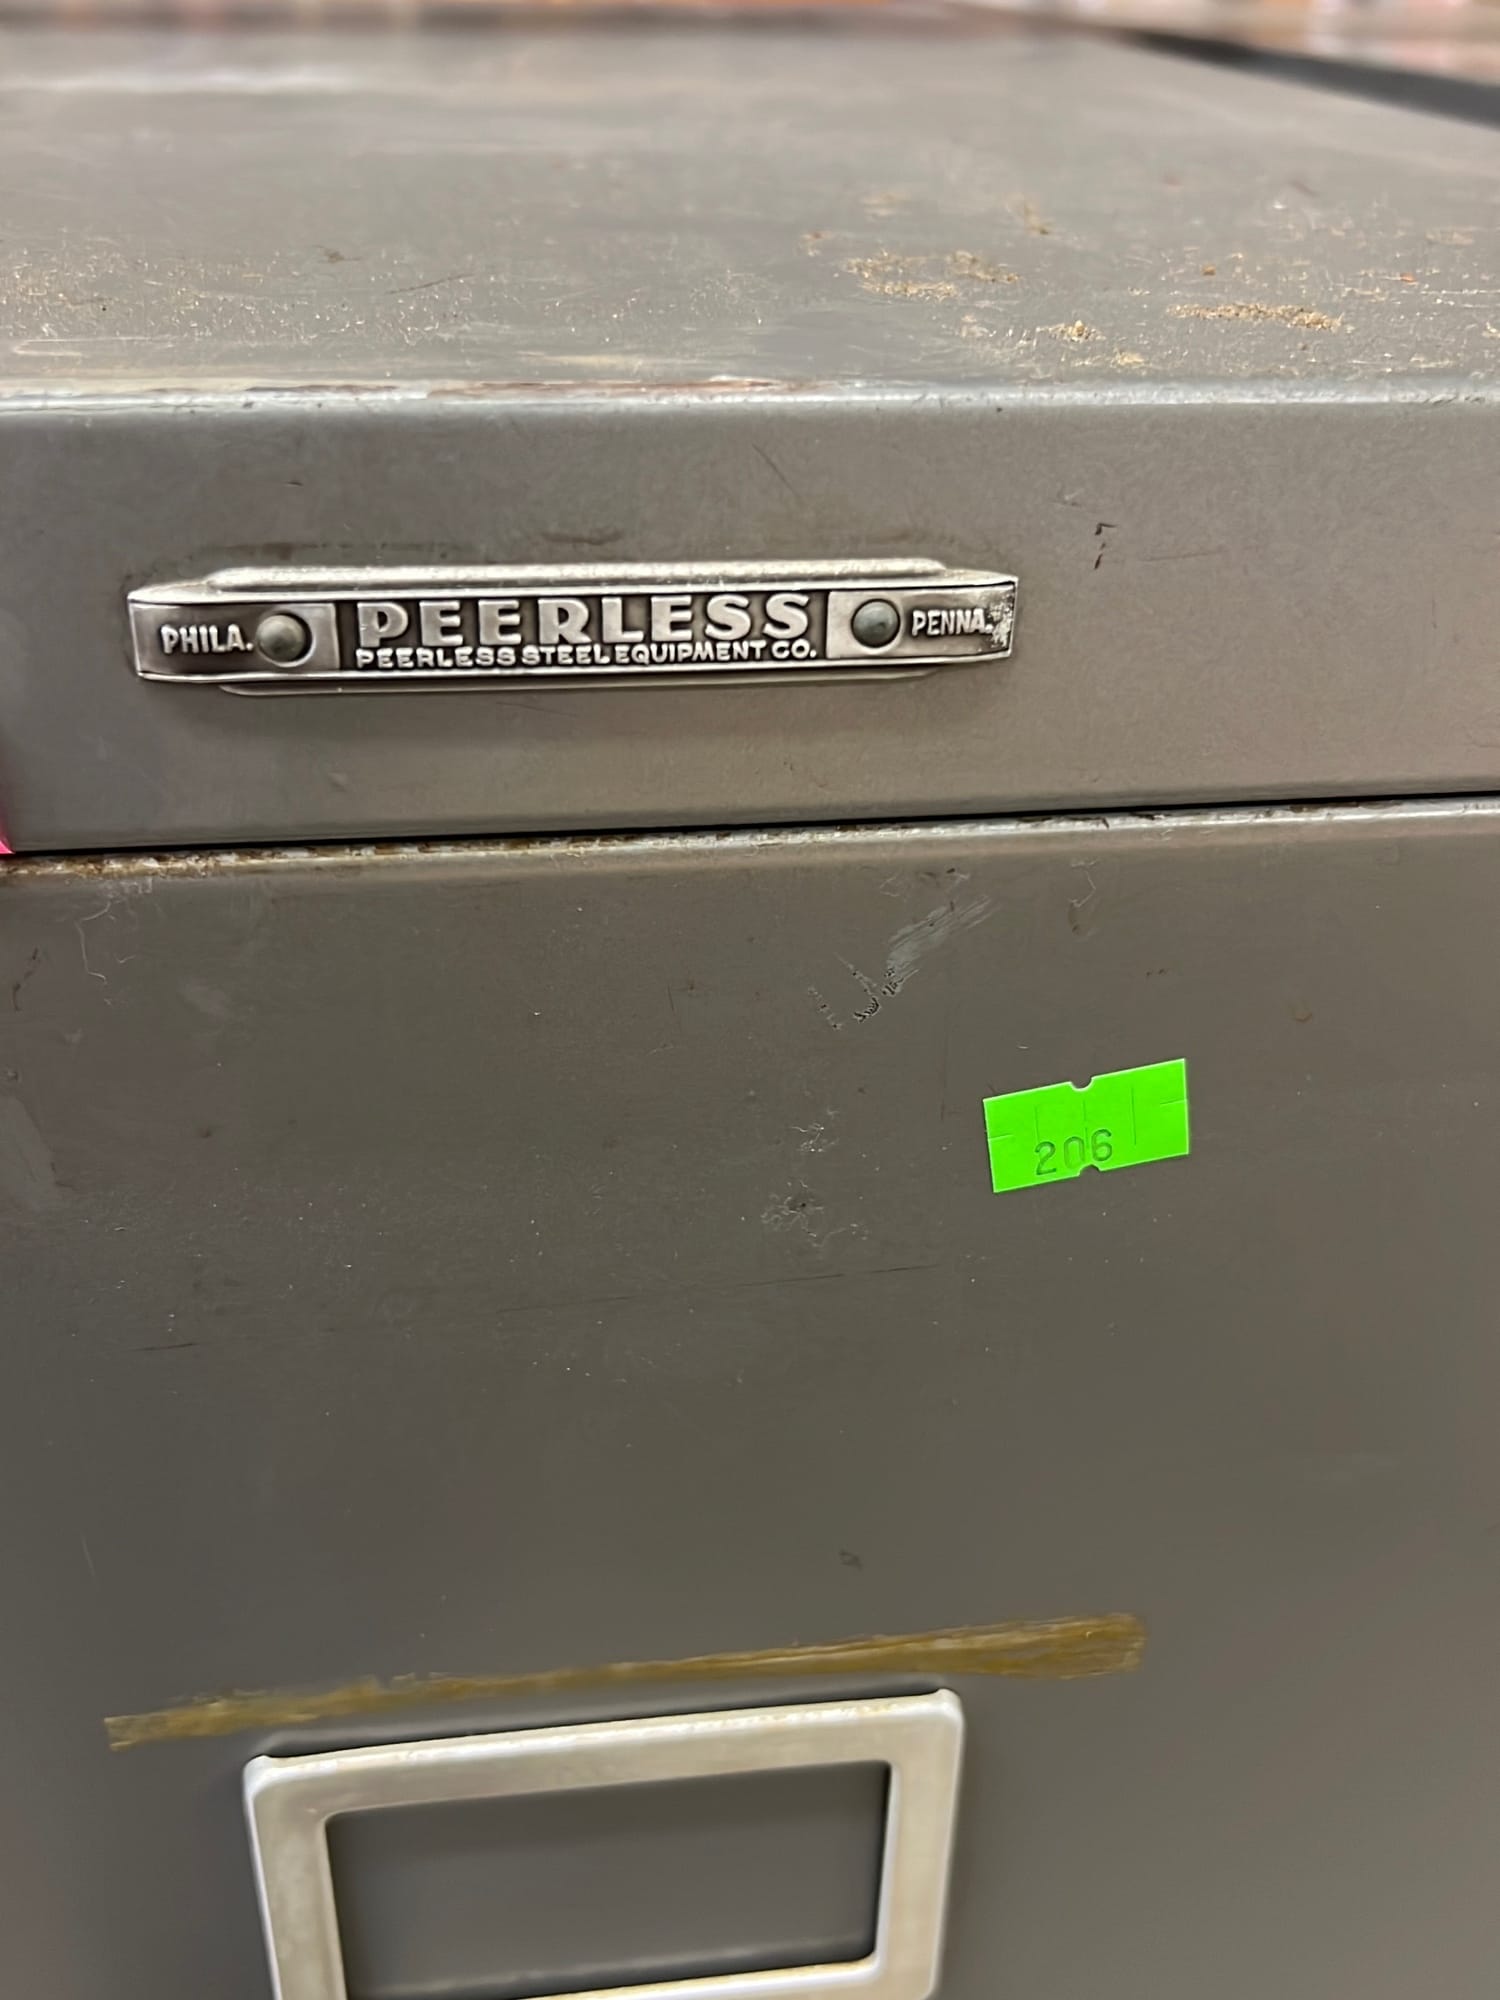 PHILA. PEERLESS PENNA.
PEERLESS STEEL EQUIPMENT CO.
206